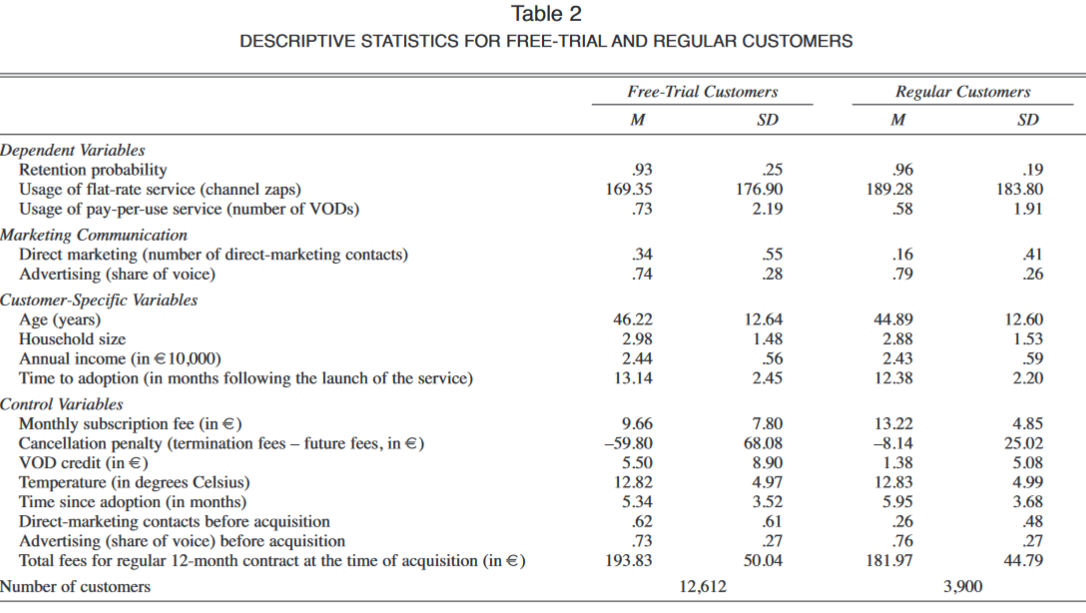 Table 2
DESCRIPTIVE STATISTICS FOR FREE-TRIAL AND REGULAR CUSTOMERS
Free-Trial Customers Regular Customers
M SD M SD
Dependent Variables
Retention probability .93 .25 .96 .19
Usage of flat-rate service (channel zaps) 169.35 176.90 189.28 183.80
Usage of pay-per-use service (number of VODs) .73 2.19 .58 1.91
Marketing Communication
Direct marketing (number of direct-marketing contacts) .34 .55 .16 .41
Advertising (share of voice) .74 .28 .79 .26
Customer-Specific Variables
Age (years) 46.22 12.64 44.89 12.60
Household size 2.98 1.48 2.88 1.53
Annual income (in €10,000) 2.44 .56 2.43 .59
Time to adoption (in months following the launch of the service) 13.14 2.45 12.38 2.20
Control Variables
Monthly subscription fee (in €) 9.66 7.80 13.22 4.85
Cancellation penalty (termination fees – future fees, in €) –59.80 68.08 –8.14 25.02
VOD credit (in €) 5.50 8.90 1.38 5.08
Temperature (in degrees Celsius) 12.82 4.97 12.83 4.99
Time since adoption (in months) 5.34 3.52 5.95 3.68
Direct-marketing contacts before acquisition .62 .61 .26 .48
Advertising (share of voice) before acquisition .73 .27 .76 .27
Total fees for regular 12-month contract at the time of acquisition (in €) 193.83 50.04 181.97 44.79
Number of customers 12,612 3,900